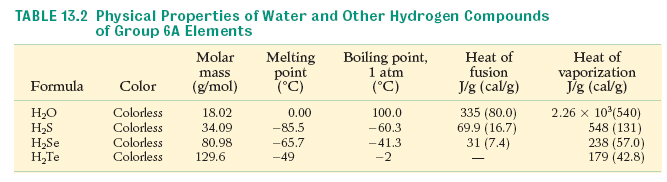 TABLE 13.2 Physical Properties of Water and Other Hydrogen Compounds
of Group 6A Elements
Molar Melting Boiling point, Heat of Heat of
mass point 1 atm fusion vaporization
Formula Color (g/mol) (°C) (°C) J/g (cal/g) J/g (cal/g)
H₂O Colorless 18.02 0.00 100.0 335 (80.0) 2.26 × 10³(540)
H₂S Colorless 34.09 −85.5 −60.3 69.9 (16.7) 548 (131)
H₂Se Colorless 80.98 −65.7 −41.3 31 (7.4) 238 (57.0)
H₂Te Colorless 129.6 −49 −2 — 179 (42.8)